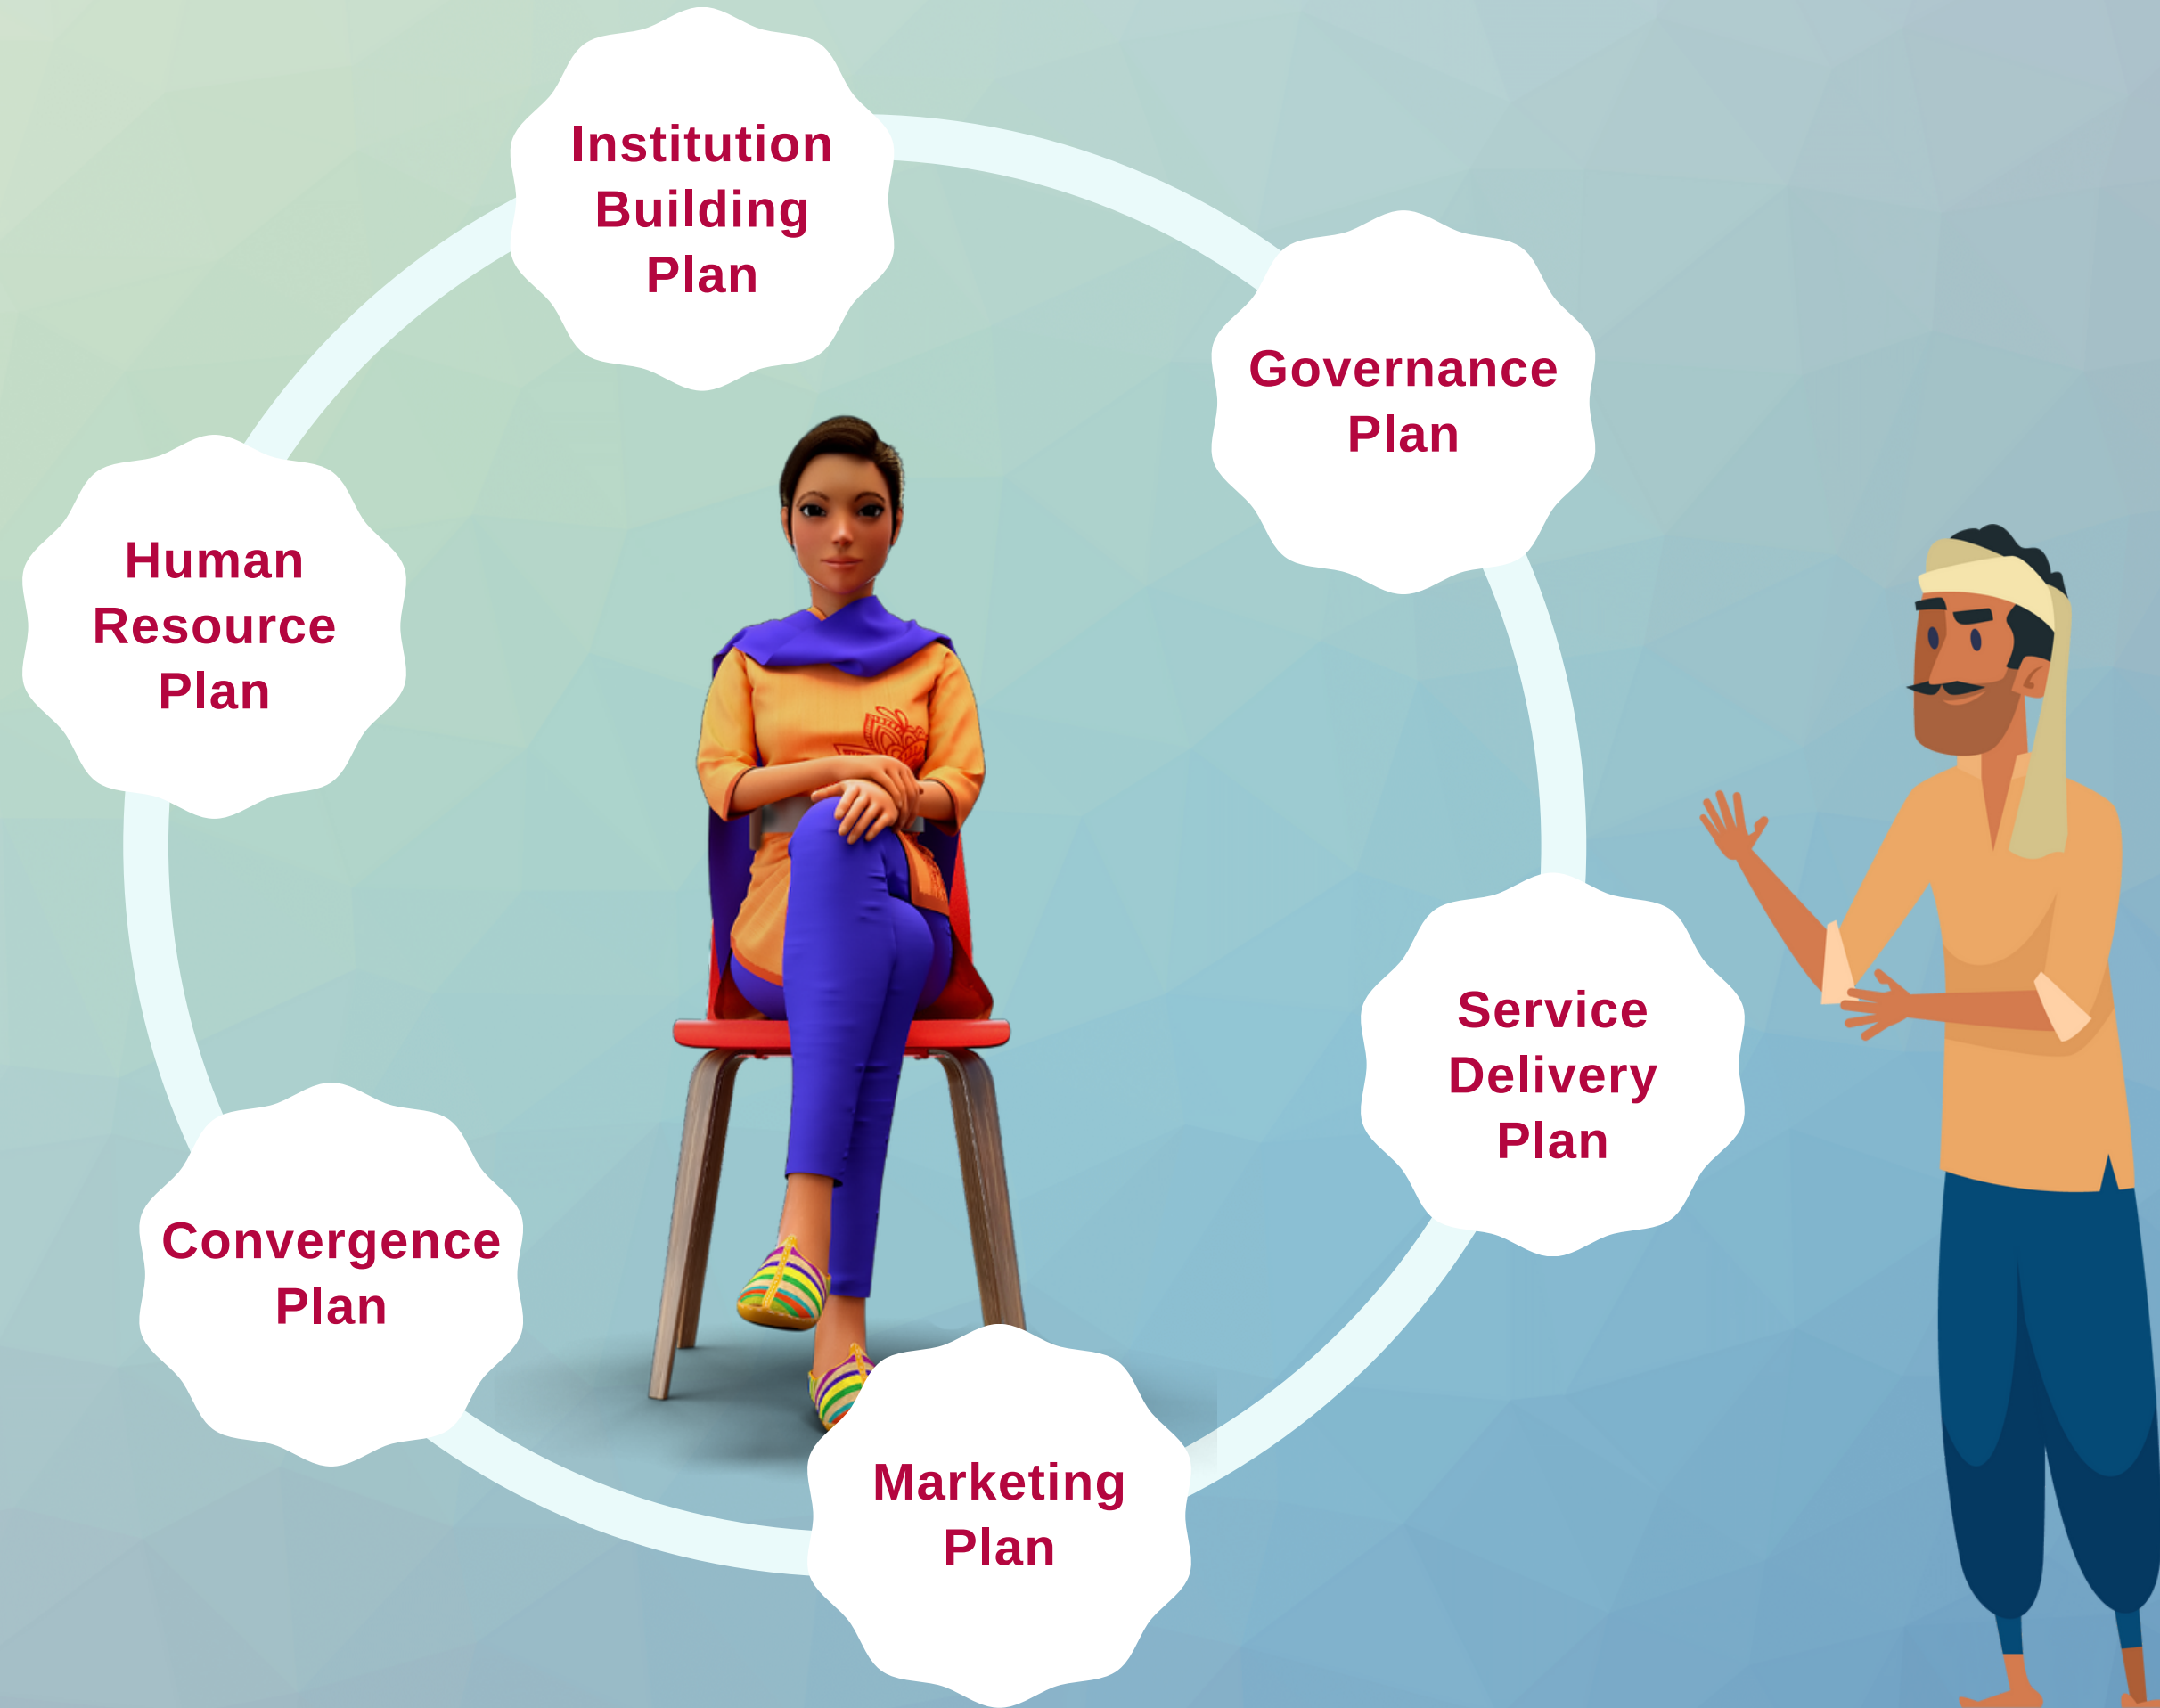 Institution
Building
Plan
Governance
Plan
Human
Resource
Plan
Service
Delivery
Plan
Convergence
Plan
Marketing
Plan